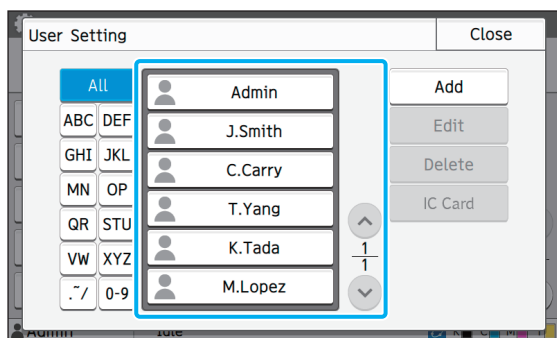 User Setting
Close
All
ABC DEF
GHI JKL
MN OP
QR STU
VW XYZ
.~/ 0-9
Admin
J.Smith
C.Carry
T.Yang
K.Tada
M.Lopez
1
1
Add
Edit
Delete
IC Card
Admin
Idle
K C M